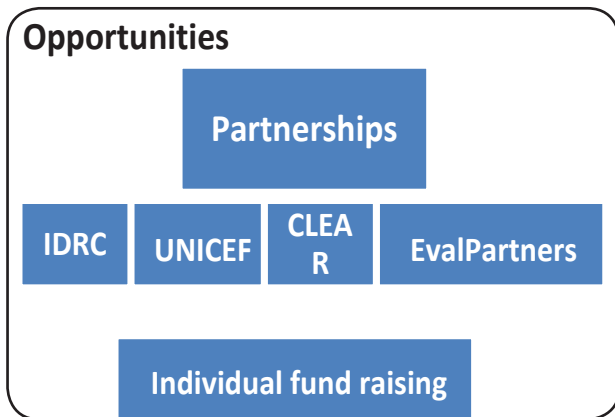 Opportunities
Partnerships
IDRC
UNICEF
CLEA
R
EvalPartners
Individual fund raising